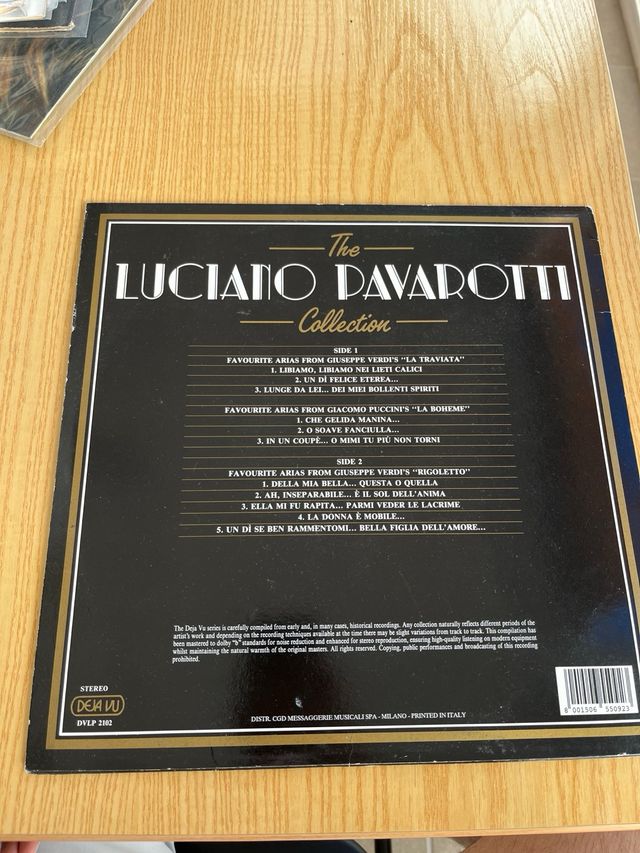 The
LUCIANO PAVAROTTI
Collection
SIDE 1
FAVOURITE ARIAS FROM GIUSEPPE VERDI'S "LA TRAVIATA"
1. LIBIAMO, LIBIAMO NEI LIETI CALICI
2. UN DÌ FELICE ETEREA...
3. LUNGE DA LEI... DEI MIEI BOLLENTI SPIRITI
FAVOURITE ARIAS FROM GIACOMO PUCCINI'S "LA BOHEME"
1. CHE GELIDA MANINA...
2. O SOAVE FANCIULLA...
3. IN UN COUPÈ... O MIMI TU PIÙ NON TORNI
SIDE 2
FAVOURITE ARIAS FROM GIUSEPPE VERDI'S "RIGOLETTO"
1. DELLA MIA BELLA... QUESTA O QUELLA
2. AH, INSEPARABILE... È IL SOL DELL'ANIMA
3. ELLA MI FU RAPITA... PARMI VEDER LE LACRIME
4. LA DONNA È MOBILE...
5. UN DÌ SE BEN RAMMENTOMI... BELLA FIGLIA DELL'AMORE...
The Deja Vu series is carefully compiled from early and, in many cases, historical recordings. Any collection naturally reflects different periods of the
artist's work and depending on the recording techniques available at the time there may be slight variations from track to track. This compilation has
been mastered to dolby "b" standards for noise reduction and enhanced for stereo reproduction, ensuring high-quality listening on modern equipment
whilst maintaining the natural warmth of the original masters. All rights reserved. Copying, public performances and broadcasting of this recording
prohibited.
STEREO
DEJA VU
DVLP 2102
DISTR. CGD MESSAGGERIE MUSICALI SPA - MILANO - PRINTED IN ITALY
8 001506 550923